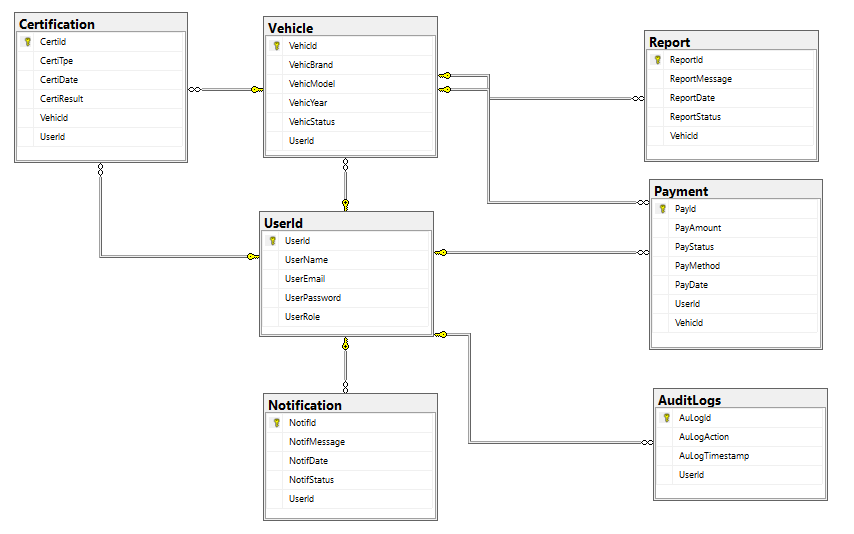 Certification
CertiId
CertiTpe
CertiDate
CertiResult
VehicId
UserId
Vehicle
VehicId
VehicBrand
VehicModel
VehicYear
VehicStatus
UserId
Report
ReportId
ReportMessage
ReportDate
ReportStatus
VehicId
UserId
UserId
UserName
UserEmail
UserPassword
UserRole
Payment
PayId
PayAmount
PayStatus
PayMethod
PayDate
UserId
VehicId
Notification
NotifId
NotifMessage
NotifDate
NotifStatus
UserId
AuditLogs
AuLogId
AuLogAction
AuLogTimestamp
UserId